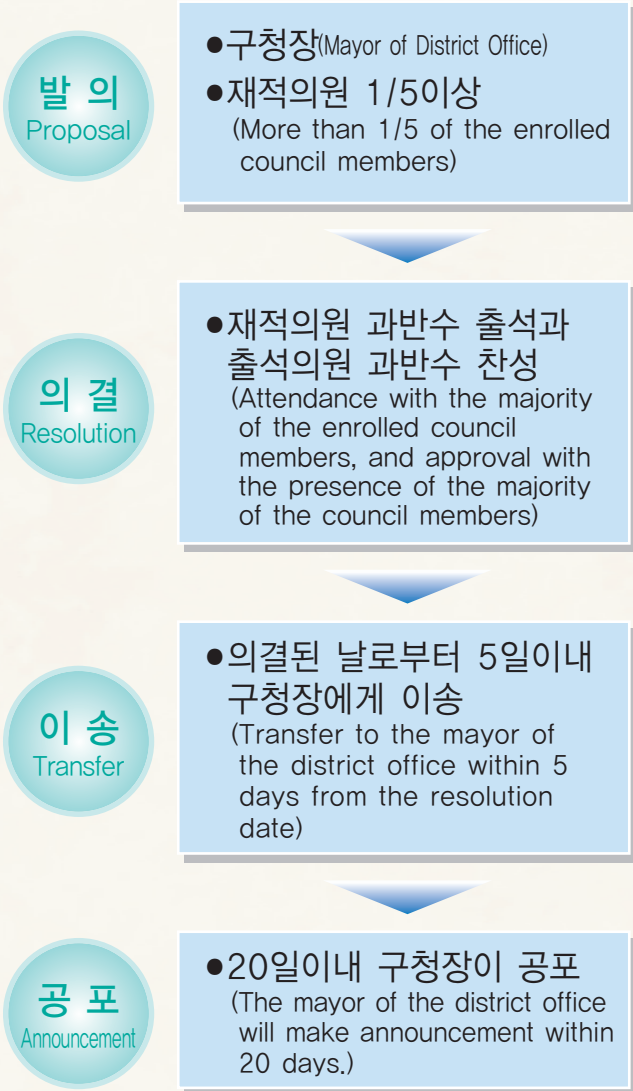 발 의
Proposal
●구청장(Mayor of District Office)
●재적의원 1/5이상
(More than 1/5 of the enrolled
council members)
의 결
Resolution
●재적의원 과반수 출석과
출석의원 과반수 찬성
(Attendance with the majority
of the enrolled council
members, and approval with
the presence of the majority
of the council members)
이 송
Transfer
●의결된 날로부터 5일이내
구청장에게 이송
(Transfer to the mayor of
the district office within 5
days from the resolution
date)
공 포
Announcement
●20일이내 구청장이 공포
(The mayor of the district office
will make announcement within
20 days.)